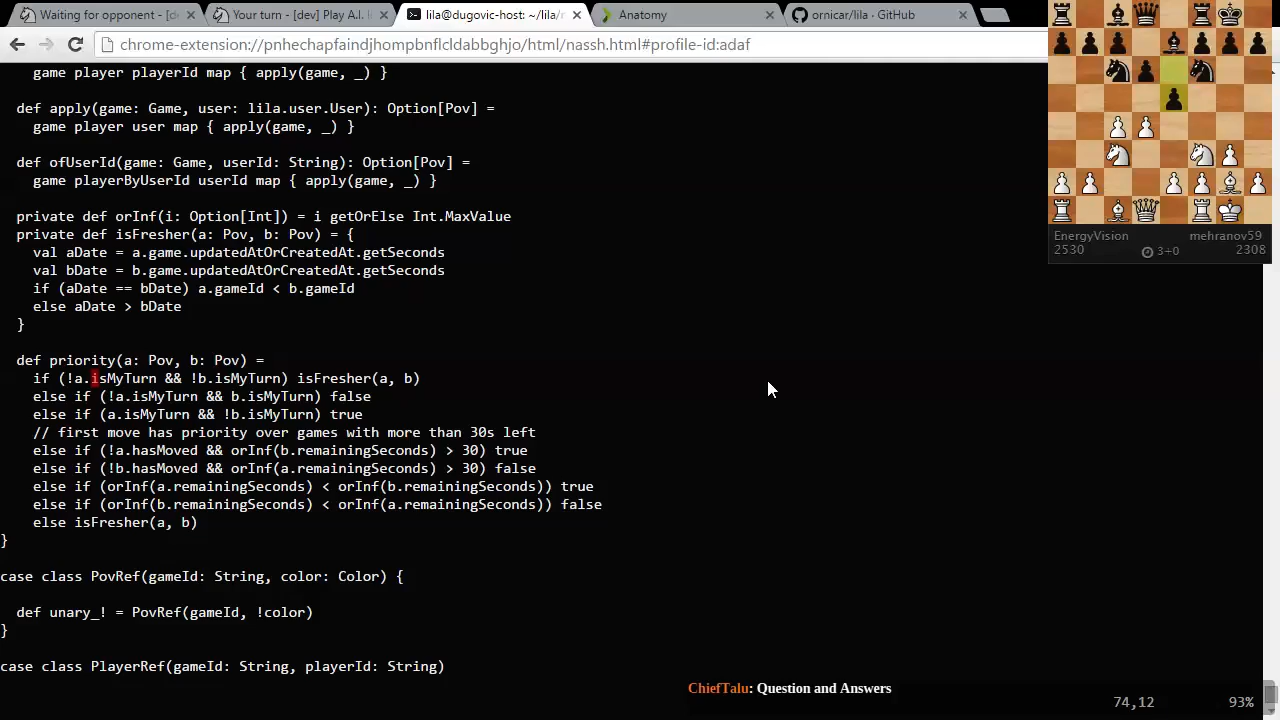 Waiting for opponent - [de
Your turn - [dev] Play A.I. l
lila@dugovic-host: ~/lila/m
Anatomy
ornicar/lila · GitHub
chrome-extension://pnhechapfaindjhompbnflcldabbghjo/html/nassh.html#profile-id:adaf
game player playerId map { apply(game, _) }
def apply(game: Game, user: lila.user.User): Option[Pov] =
game player user map { apply(game, _) }
def ofUserId(game: Game, userId: String): Option[Pov] =
game playerByUserId userId map { apply(game, _) }
private def orInf(i: Option[Int]) = i getOrElse Int.MaxValue
private def isFresher(a: Pov, b: Pov) = {
val aDate = a.game.updatedAtOrCreatedAt.getSeconds
val bDate = b.game.updatedAtOrCreatedAt.getSeconds
if (aDate == bDate) a.gameId < b.gameId
else aDate > bDate
}
def priority(a: Pov, b: Pov) =
if (!a.isMyTurn && !b.isMyTurn) isFresher(a, b)
else if (!a.isMyTurn && b.isMyTurn) false
else if (a.isMyTurn && !b.isMyTurn) true
// first move has priority over games with more than 30s left
else if (!a.hasMoved && orInf(b.remainingSeconds) > 30) true
else if (!b.hasMoved && orInf(a.remainingSeconds) > 30) false
else if (orInf(a.remainingSeconds) < orInf(b.remainingSeconds)) true
else if (orInf(b.remainingSeconds) < orInf(a.remainingSeconds)) false
else isFresher(a, b)
}
case class PovRef(gameId: String, color: Color) {
def unary_! = PovRef(gameId, !color)
}
case class PlayerRef(gameId: String, playerId: String)
EnergyVision mehranov59
2530 3+0 2308
ChiefTalu: Question and Answers
74,12 93%